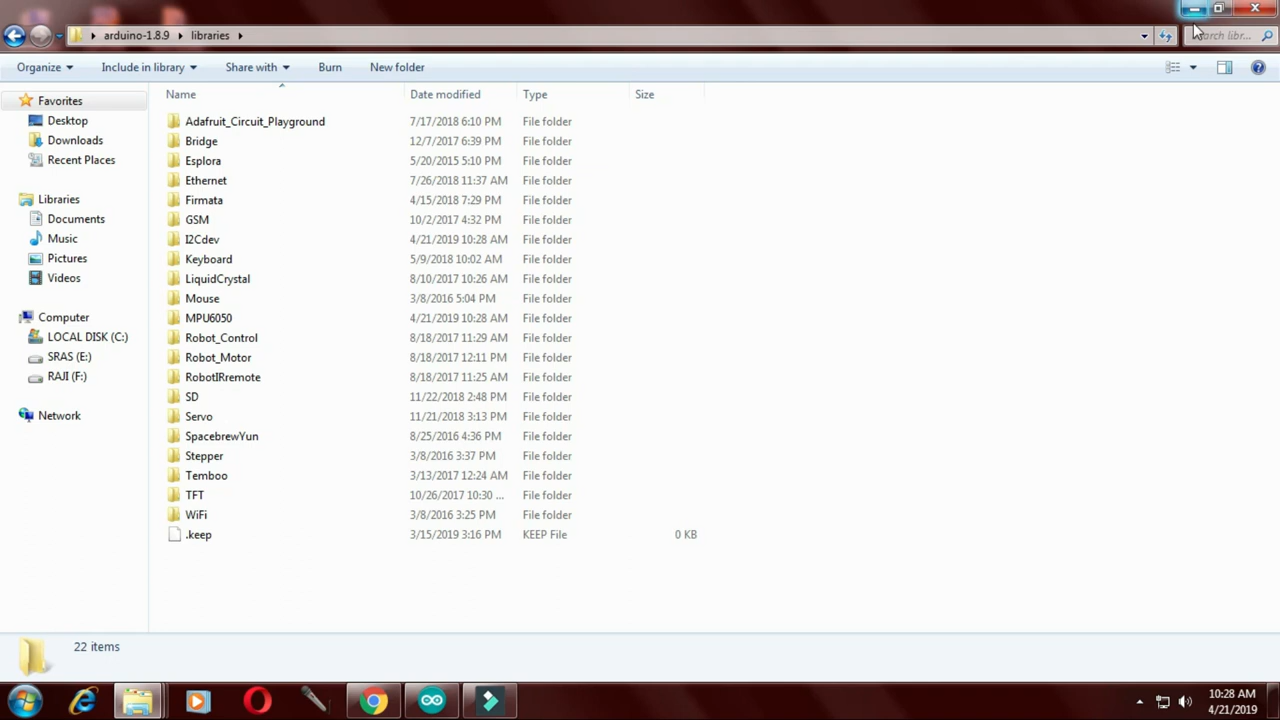 arduino-1.8.9 libraries
Search libr...
Organize Include in library Share with Burn New folder
Name Date modified Type Size
Favorites
Desktop
Downloads
Recent Places
Libraries
Documents
Music
Pictures
Videos
Computer
LOCAL DISK (C:)
SRAS (E:)
RAJI (F:)
Network
Adafruit_Circuit_Playground 7/17/2018 6:10 PM File folder
Bridge 12/7/2017 6:39 PM File folder
Esplora 5/20/2015 5:10 PM File folder
Ethernet 7/26/2018 11:37 AM File folder
Firmata 4/15/2018 7:29 PM File folder
GSM 10/2/2017 4:32 PM File folder
I2Cdev 4/21/2019 10:28 AM File folder
Keyboard 5/9/2018 10:02 AM File folder
LiquidCrystal 8/10/2017 10:26 AM File folder
Mouse 3/8/2016 5:04 PM File folder
MPU6050 4/21/2019 10:28 AM File folder
Robot_Control 8/18/2017 11:29 AM File folder
Robot_Motor 8/18/2017 12:11 PM File folder
RobotIRremote 8/18/2017 11:25 AM File folder
SD 11/22/2018 2:48 PM File folder
Servo 11/21/2018 3:13 PM File folder
SpacebrewYun 8/25/2016 4:36 PM File folder
Stepper 3/8/2016 3:37 PM File folder
Temboo 3/13/2017 12:24 AM File folder
TFT 10/26/2017 10:30 ... File folder
WiFi 3/8/2016 3:25 PM File folder
.keep 3/15/2019 3:16 PM KEEP File 0 KB
22 items
10:28 AM
4/21/2019